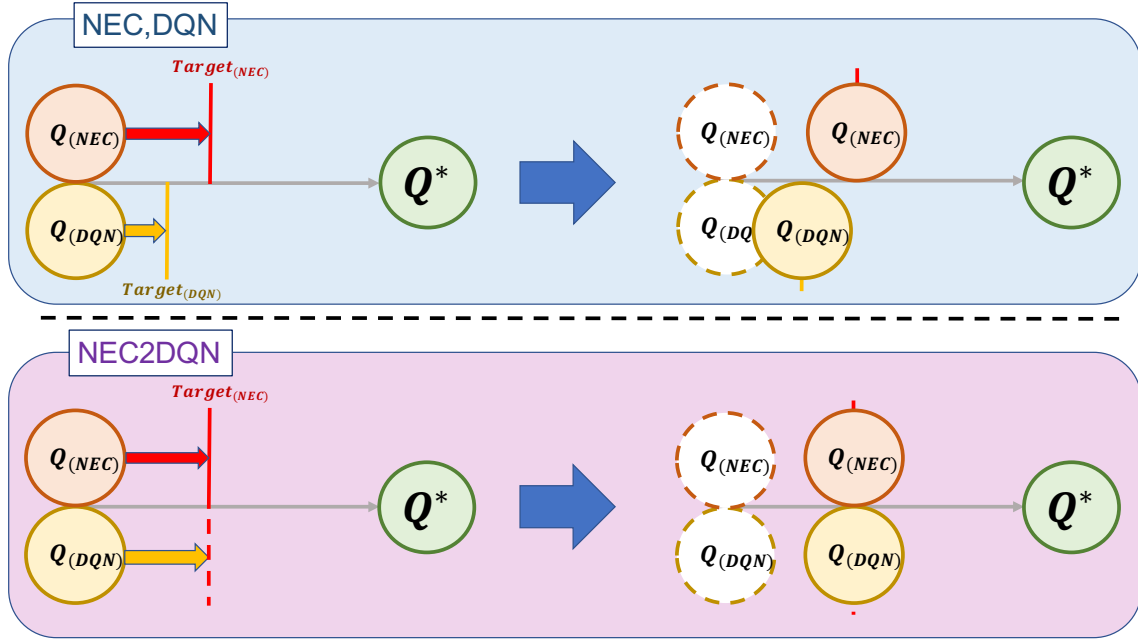 NEC,DQN
Target(NEC)
Q(NEC)
Q*
Q(DQN)
Target(DQN)
Q(NEC)
Q(NEC)
Q*
Q(DQ
Q(DQN)
NEC2DQN
Target(NEC)
Q(NEC)
Q*
Q(DQN)
Q(NEC)
Q(NEC)
Q*
Q(DQN)
Q(DQN)